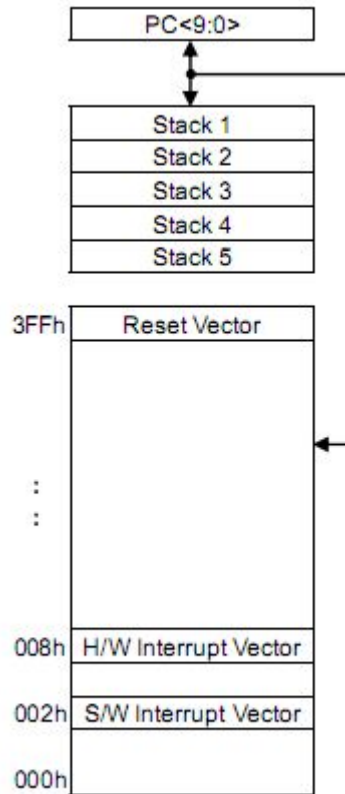 PC<9:0>
Stack 1
Stack 2
Stack 3
Stack 4
Stack 5
3FFh Reset Vector
:
:
008h H/W Interrupt Vector
002h S/W Interrupt Vector
000h